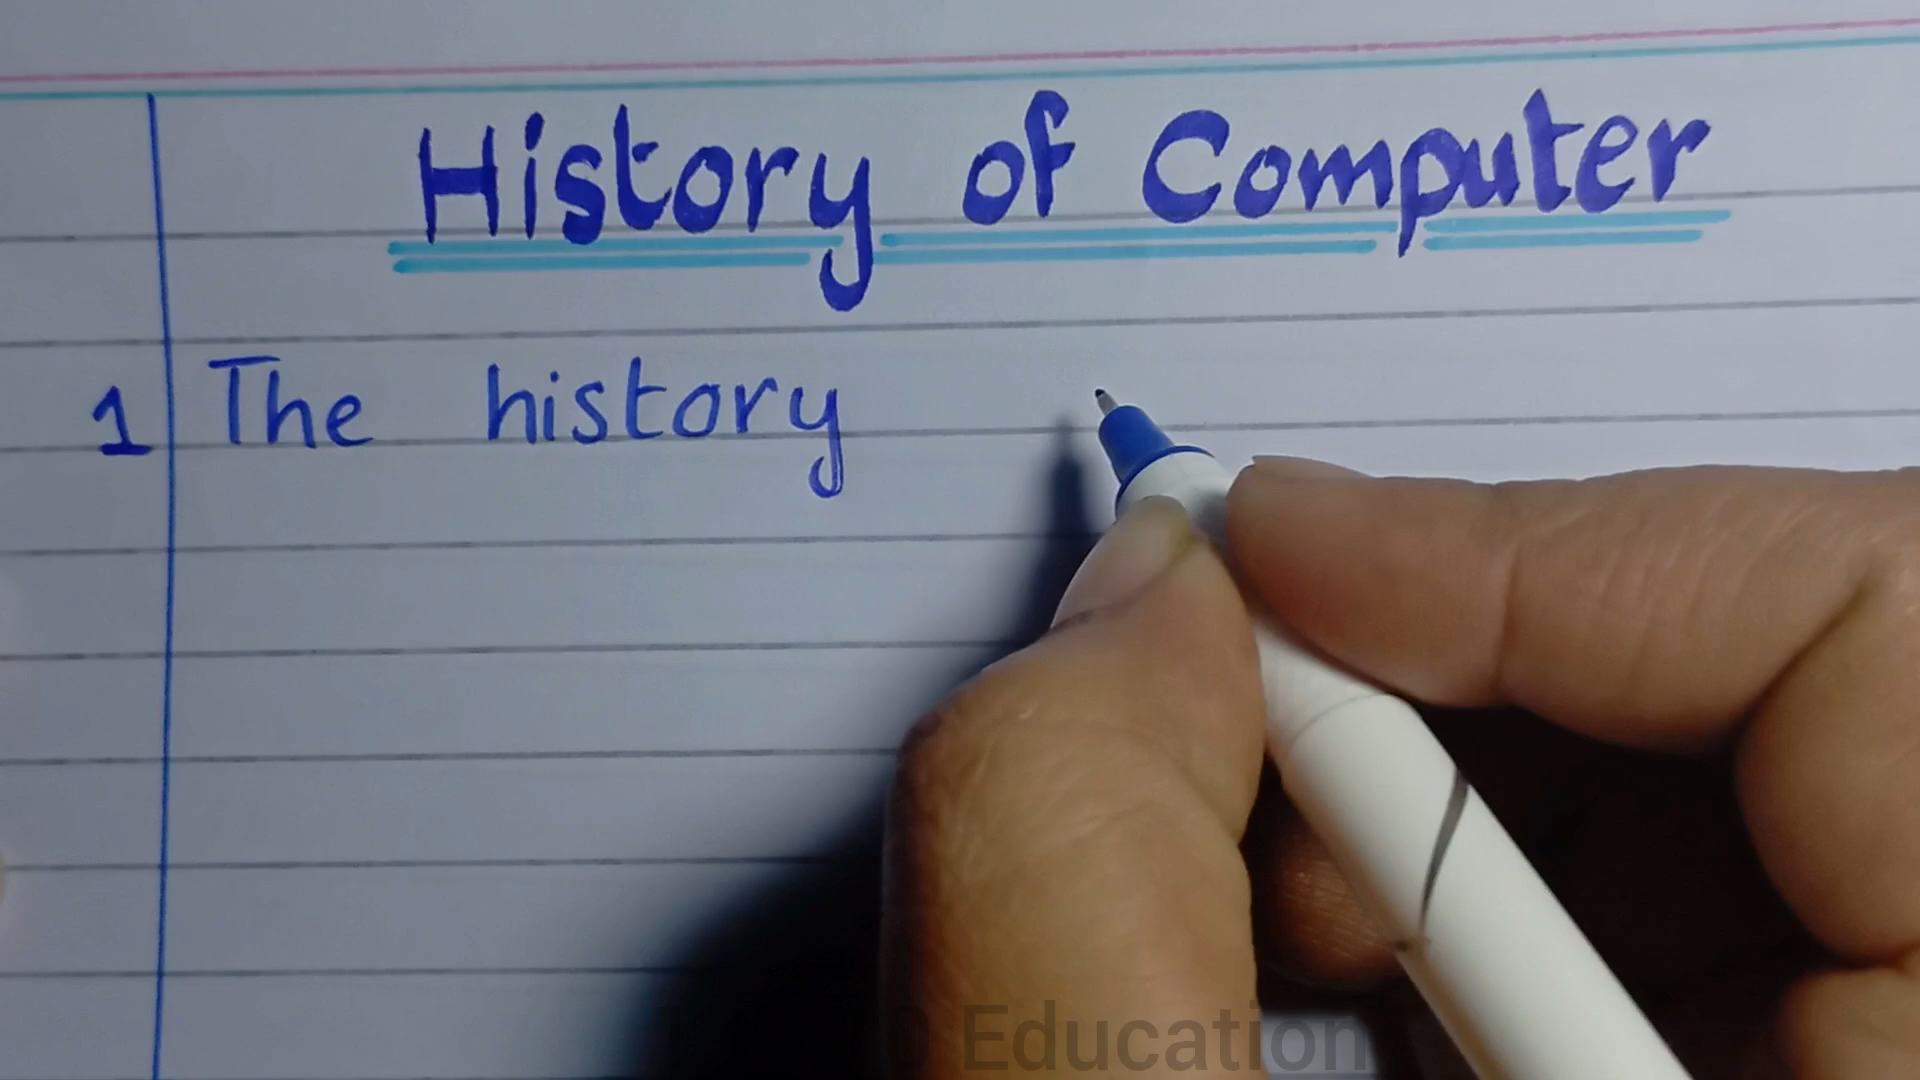 History of Computer
1 The history
Education